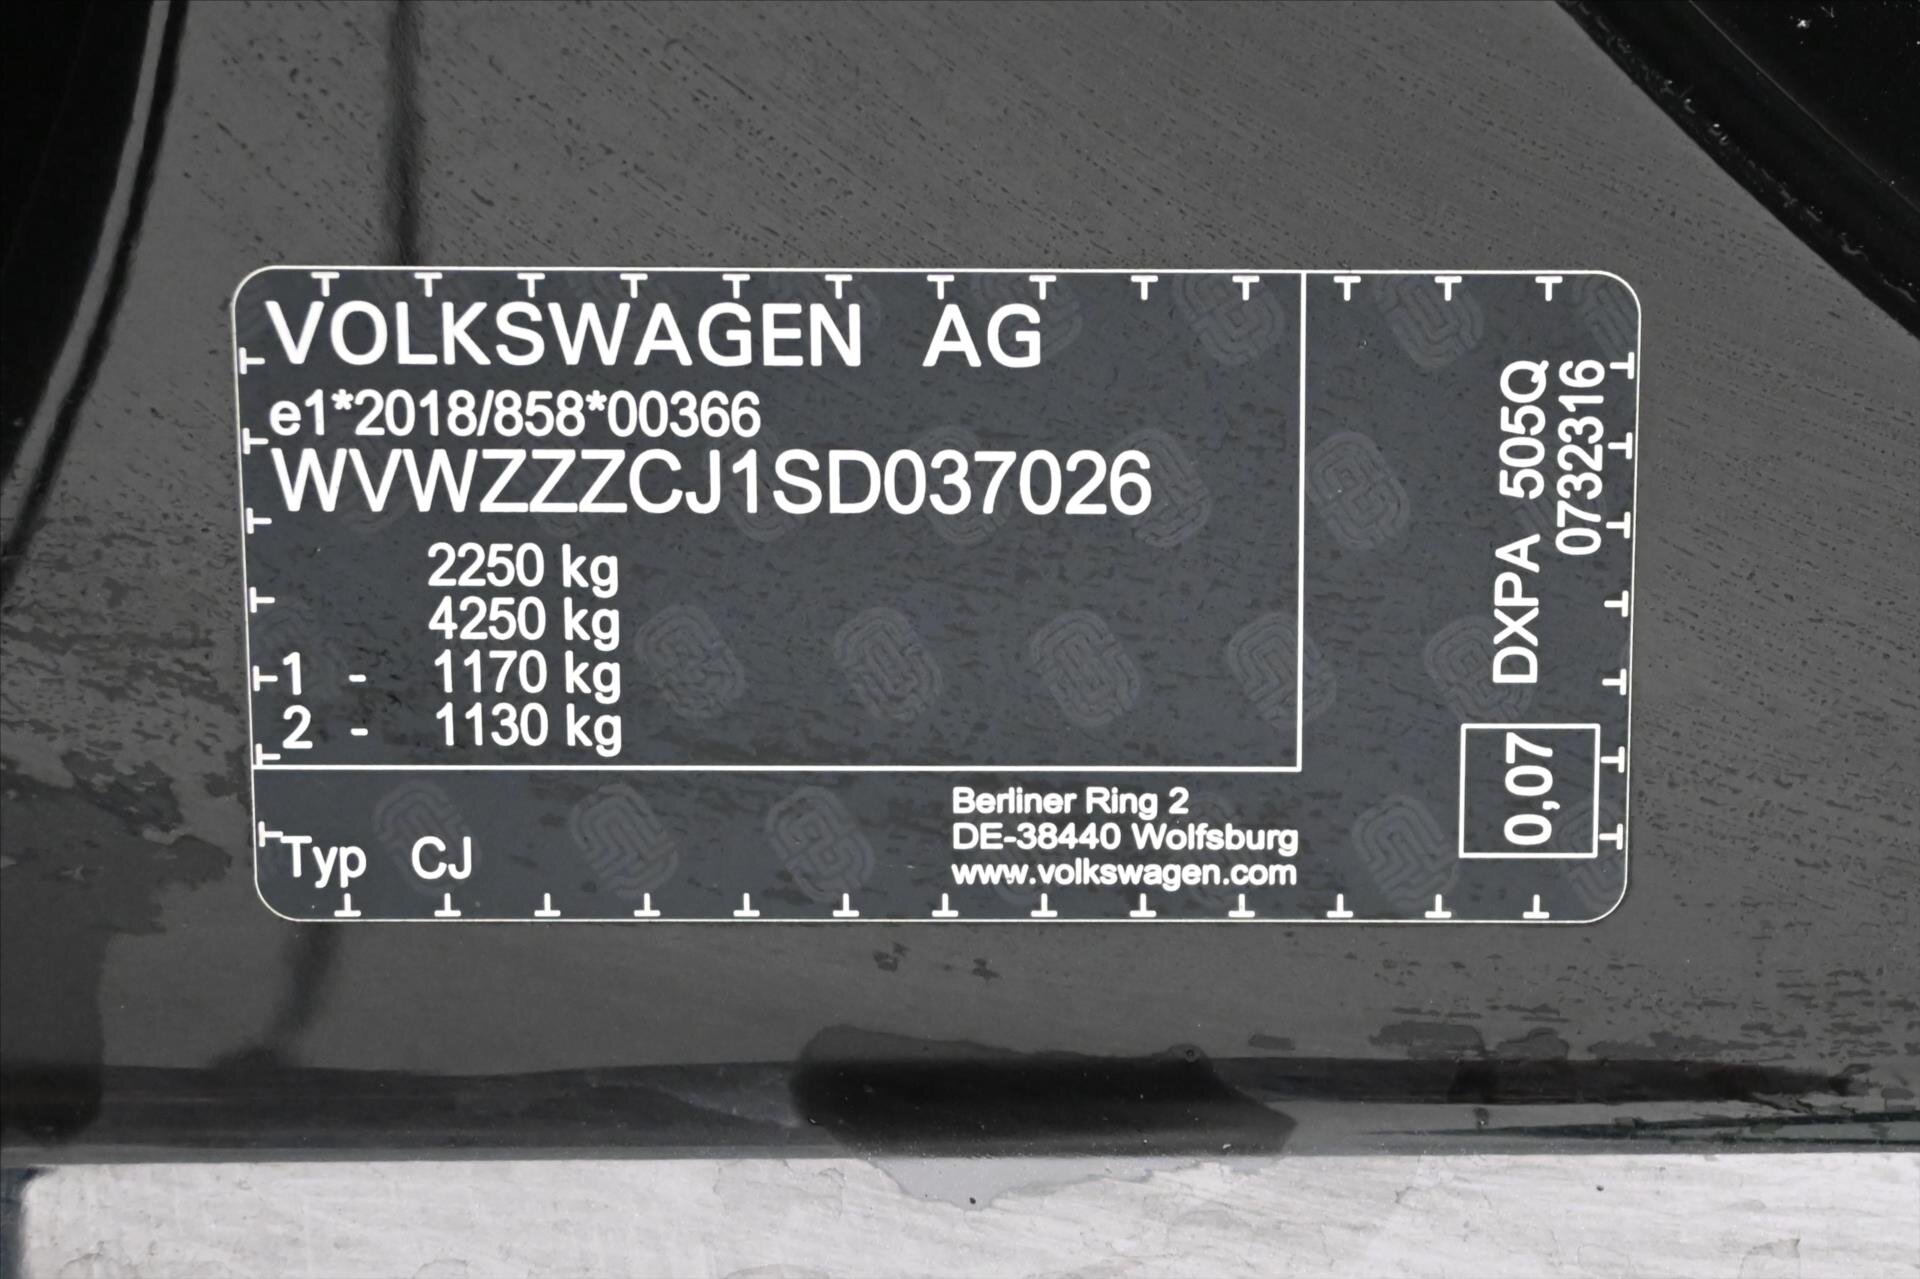 VOLKSWAGEN AG
e1*2018/858*00366
WVWZZZCJ1SD037026
2250 kg
4250 kg
1 - 1170 kg
2 - 1130 kg
Typ CJ
Berliner Ring 2
DE-38440 Wolfsburg
www.volkswagen.com
0,07
DXPA 505Q
07323316